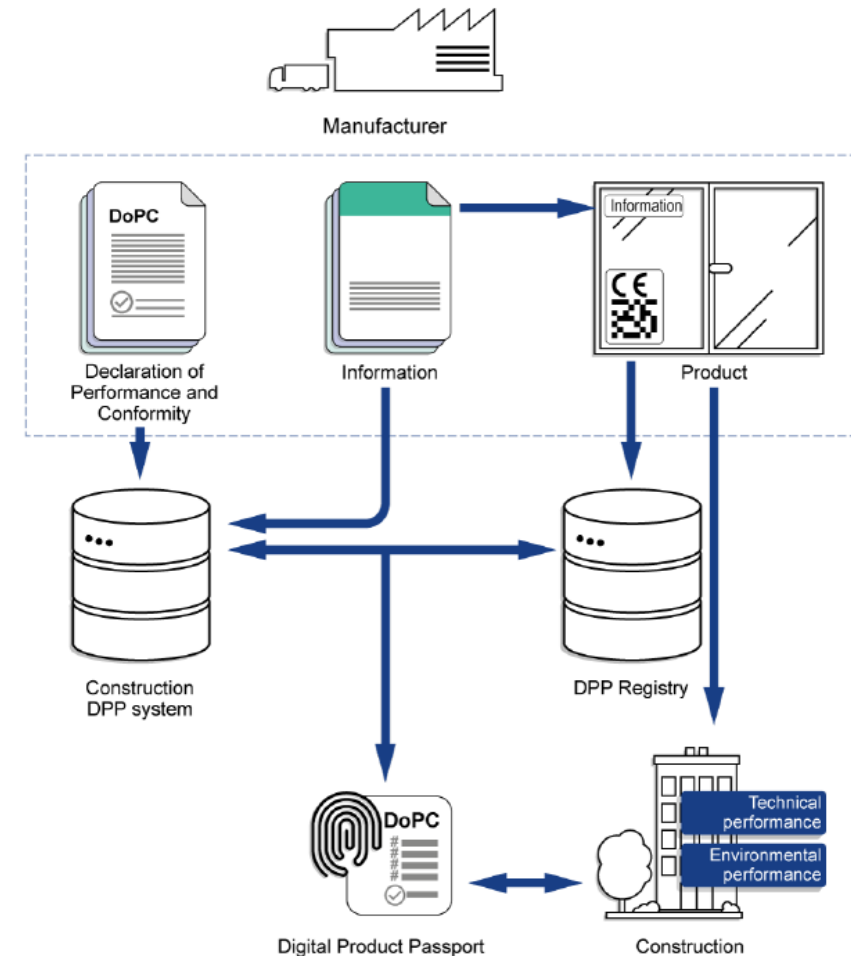 Manufacturer
DoPC
Information
CE
Declaration of
Performance and
Conformity
Information
Product
Construction
DPP system
DPP Registry
DoPC
#
#
#
#
Technical
performance
Environmental
performance
Digital Product Passport
Construction